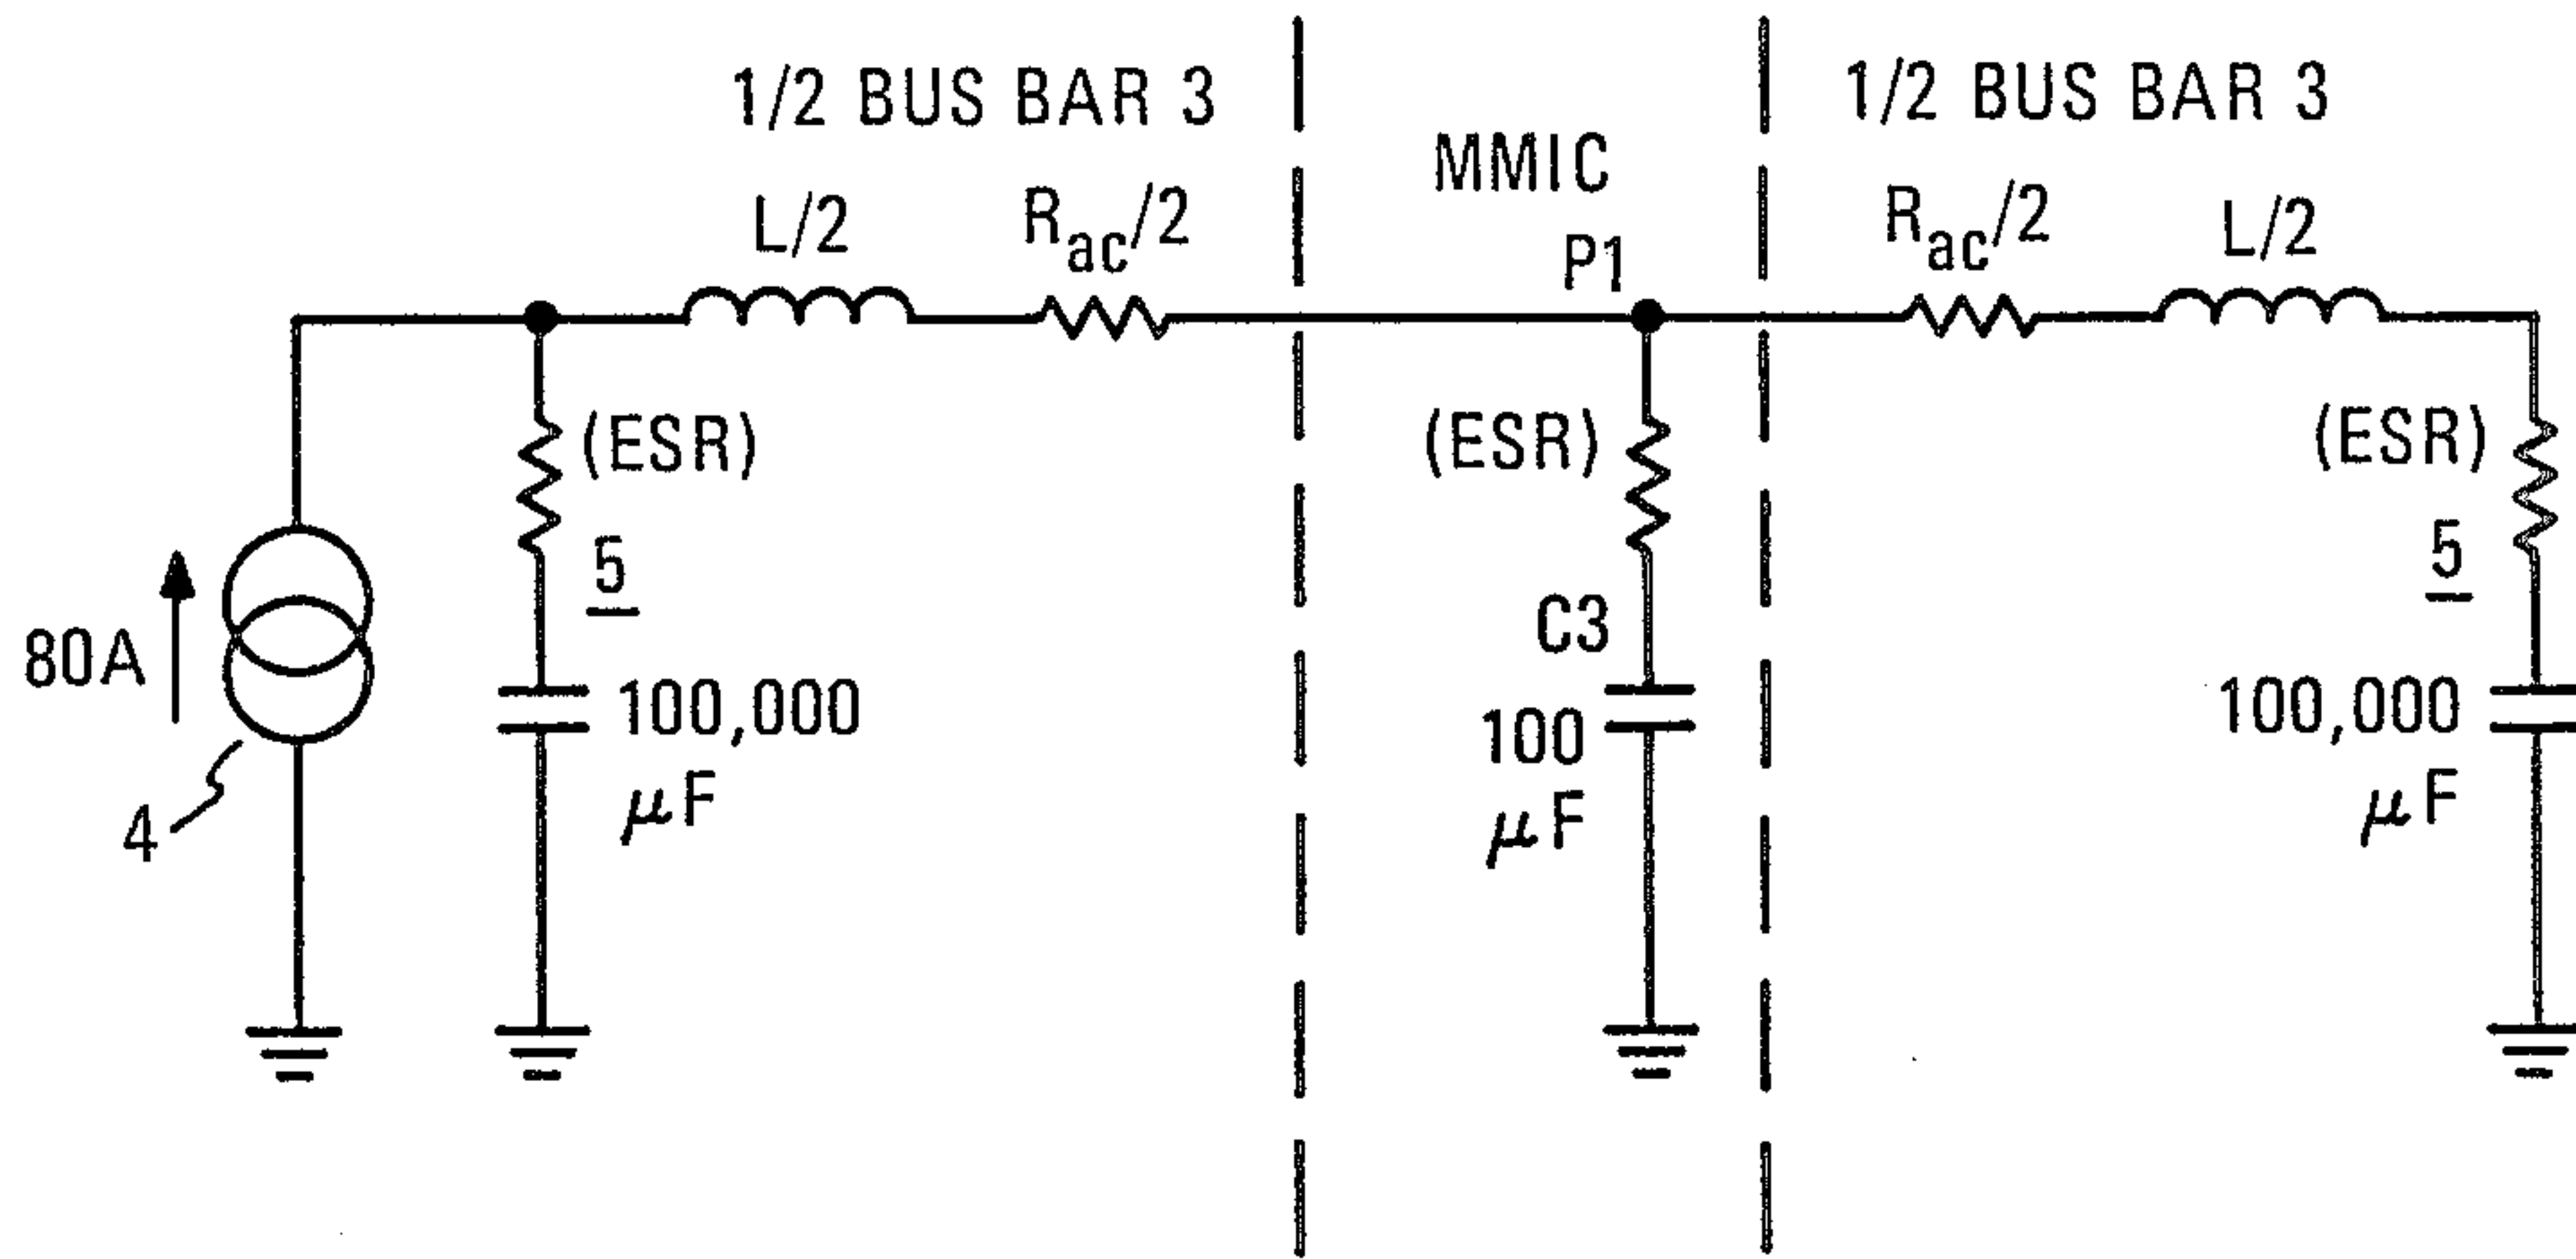 1/2 BUS BAR 3
L/2
Rac/2
MMIC
P1
1/2 BUS BAR 3
Rac/2
L/2
80A
4
(ESR)
5
100,000
μF
(ESR)
C3
100
μF
(ESR)
5
100,000
μF